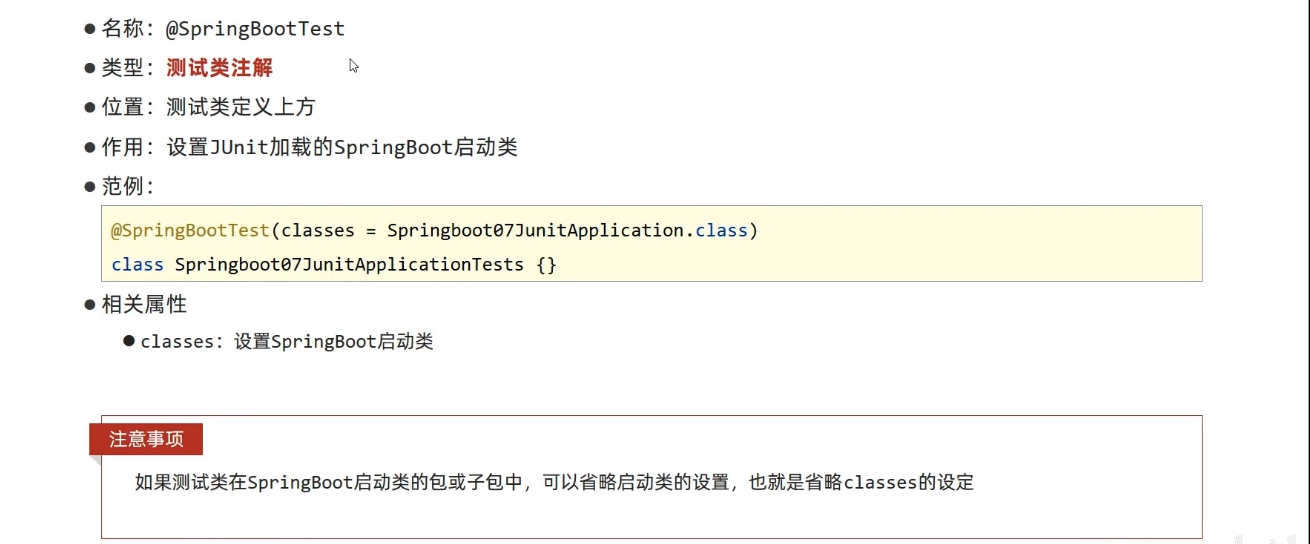 ● 名称：@SpringBootTest
● 类型：测试类注解
● 位置：测试类定义上方
● 作用：设置JUnit加载的SpringBoot启动类
● 范例：
@SpringBootTest(classes = Springboot07JunitApplication.class)
class Springboot07JunitApplicationTests {}
● 相关属性
● classes：设置SpringBoot启动类
注意事项
如果测试类在SpringBoot启动类的包或子包中，可以省略启动类的设置，也就是省略classes的设定